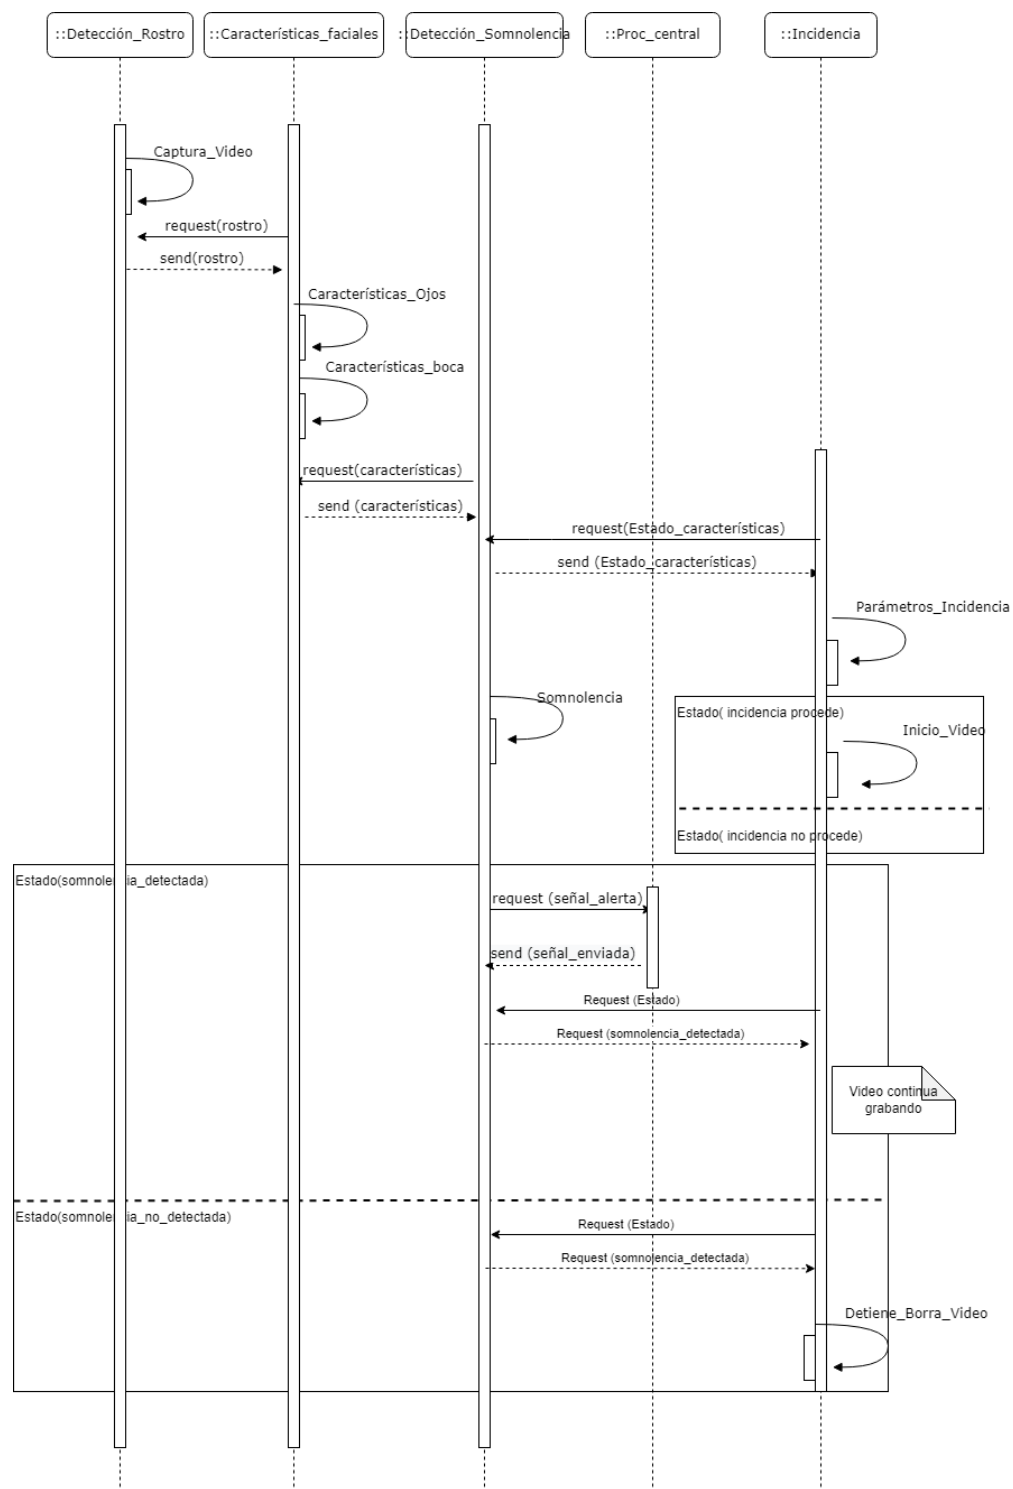 ::Detección_Rostro
::Características_faciales
::Detección_Somnolencia
::Proc_central
::Incidencia
Captura_Video
request(rostro)
send(rostro)
Características_Ojos
Características_boca
request(características)
send (características)
request(Estado_características)
send (Estado_características)
Parámetros_Incidencia
Somnolencia
Estado( incidencia procede)
Inicio_Video
Estado( incidencia no procede)
Estado(somnolencia_detectada)
request (señal_alerta)
send (señal_enviada)
Request (Estado)
Request (somnolencia_detectada)
Video continua
grabando
Estado(somnolencia_no_detectada)
Request (Estado)
Request (somnolencia_detectada)
Detiene_Borra_Video